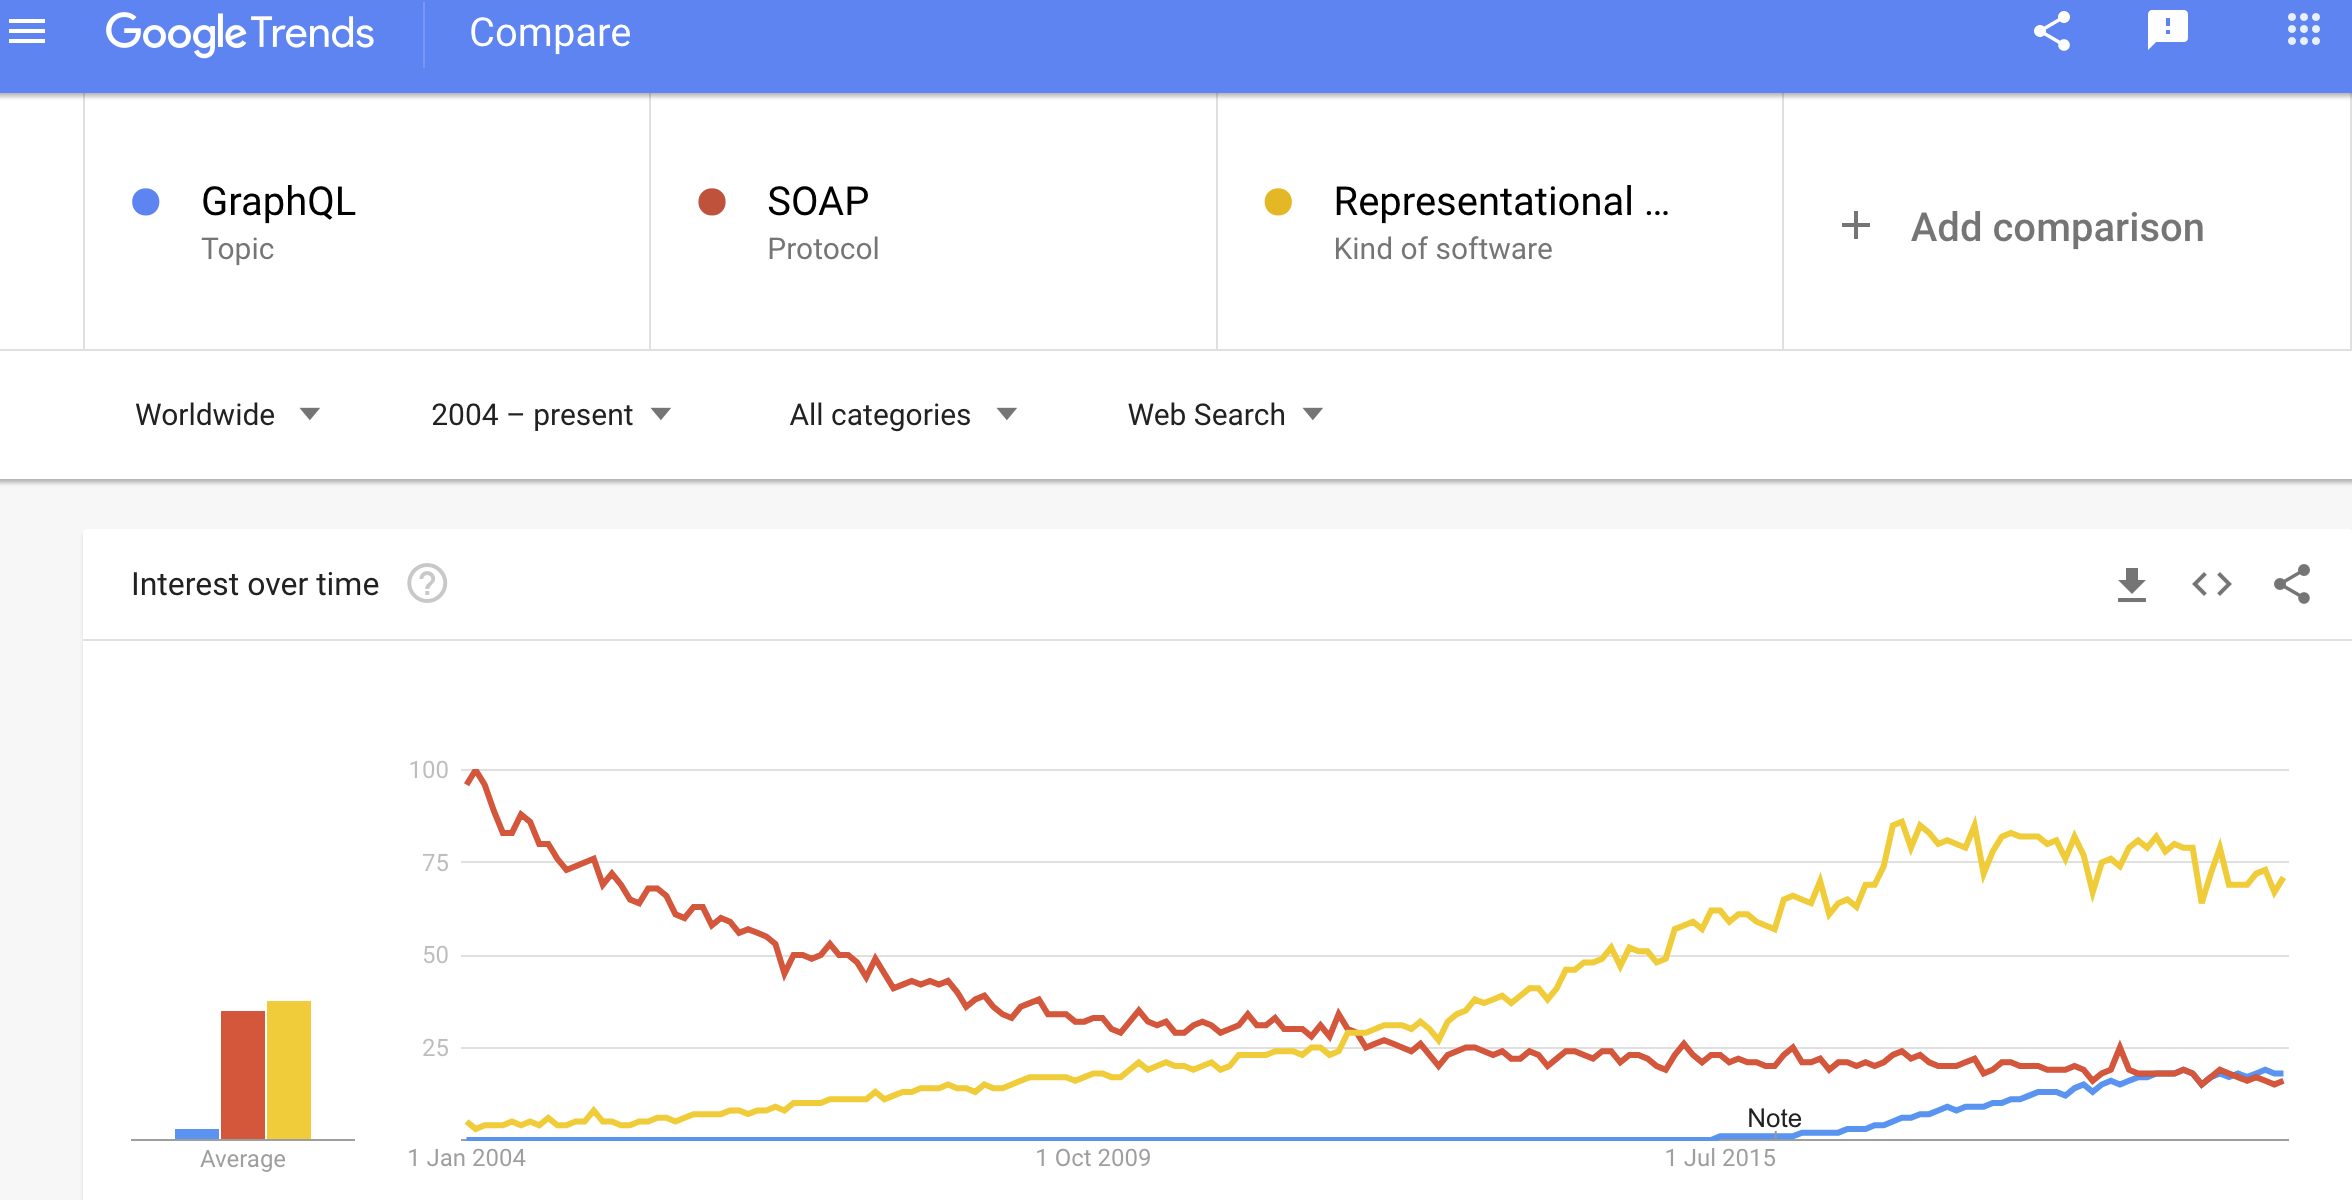 Google Trends Compare
GraphQL
Topic
SOAP
Protocol
Representational ...
Kind of software
+ Add comparison
Worldwide
2004 – present
All categories
Web Search
Interest over time ?
100
75
50
25
Note
Average
1 Jan 2004
1 Oct 2009
1 Jul 2015